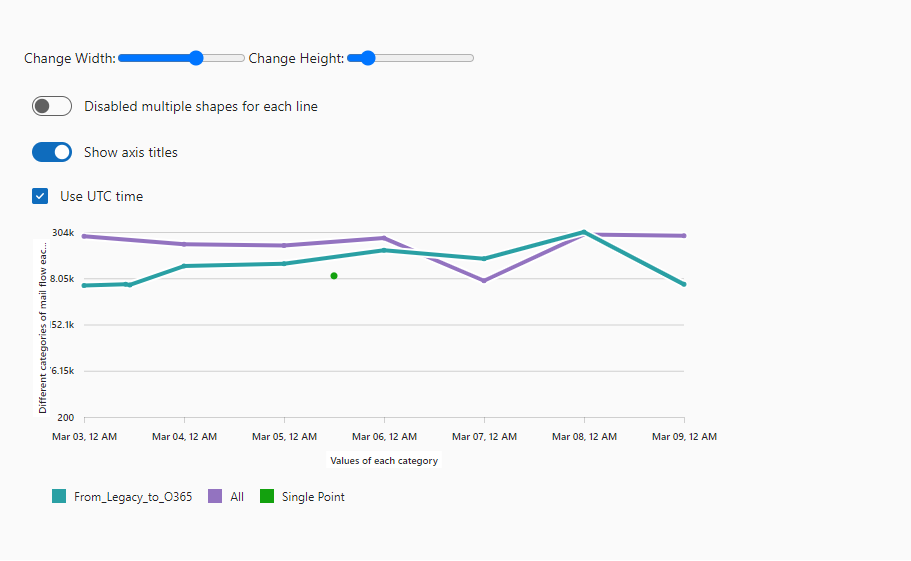 Change Width: Change Height:
Disabled multiple shapes for each line
Show axis titles
Use UTC time
Different categories of mail flow eac...
304k
8.05k
52.1k
6.15k
200
Mar 03, 12 AM Mar 04, 12 AM Mar 05, 12 AM Mar 06, 12 AM Mar 07, 12 AM Mar 08, 12 AM Mar 09, 12 AM
Values of each category
From_Legacy_to_O365 All Single Point